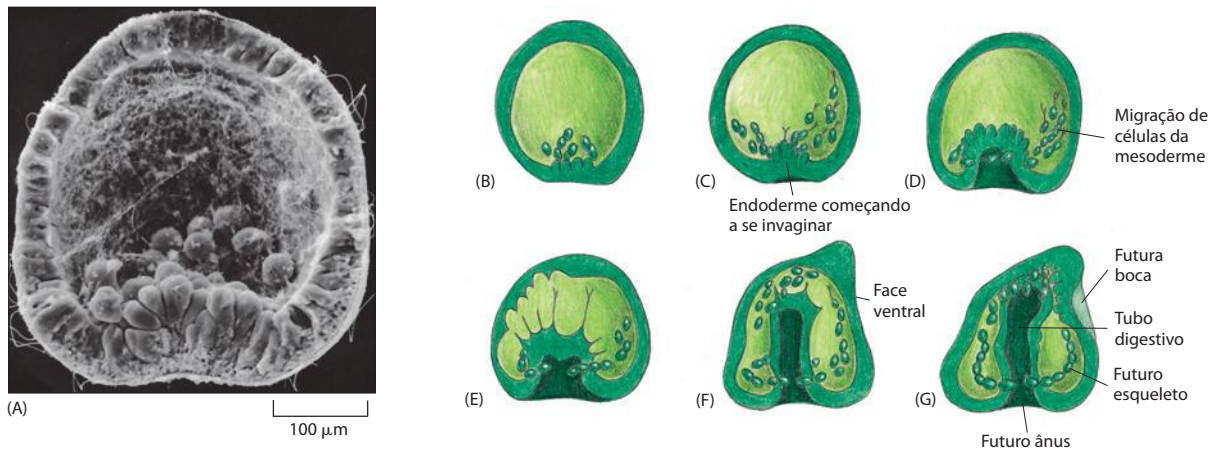 (A)
100 μm
(B)
(C)
(D)
Migração de
células da
mesoderme
Endoderme começando
a se invaginar
(E)
(F)
Face
ventral
(G)
Futura
boca
Tubo
digestivo
Futuro
esqueleto
Futuro ânus